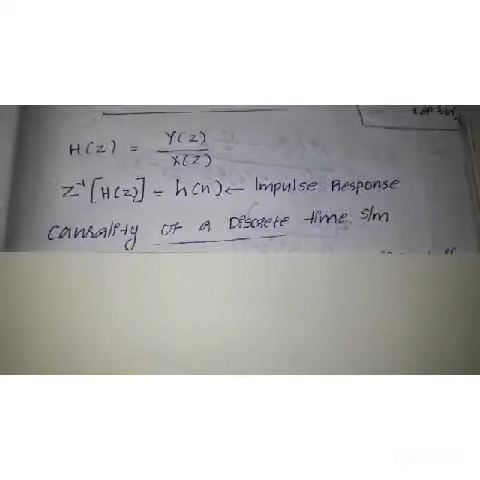 H(z) = Y(z) / X(Z)
Z⁻¹[H(z)] = h(n) ← Impulse Response
Causality of a Discrete time s/m